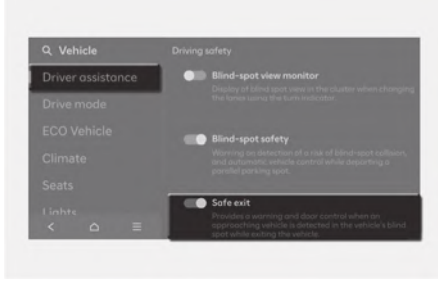 Vehicle
Driver assistance
Drive mode
ECO Vehicle
Climate
Seats
Lights
Driving safety
Blind-spot view monitor
Display of blind spot view in the cluster when changing
the lanes using the turn indicator.
Blind-spot safety
Warning on detection of a risk of blind-spot collision,
and automatic vehicle control while departing a
parallel parking spot.
Safe exit
Provides a warning and door control when an
approaching vehicle is detected in the vehicle's blind
spot while exiting the vehicle.